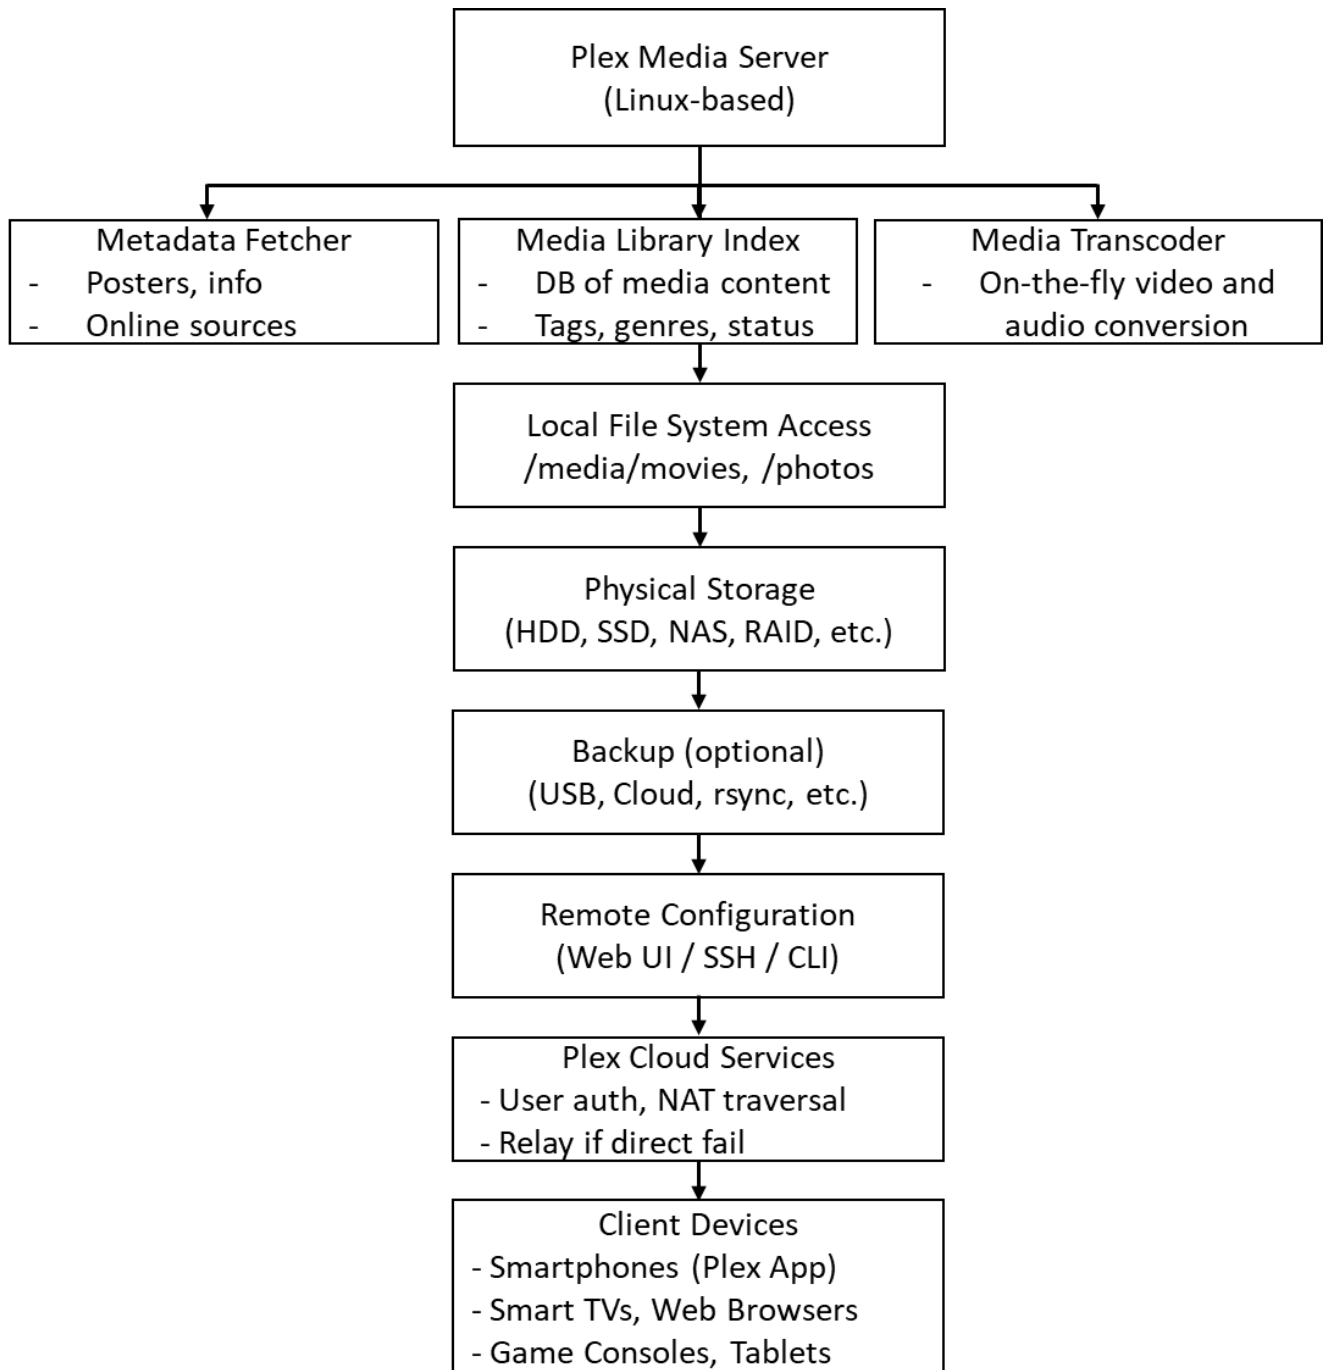 Plex Media Server
(Linux-based)
Metadata Fetcher
- Posters, info
- Online sources
Media Library Index
- DB of media content
- Tags, genres, status
Media Transcoder
- On-the-fly video and
audio conversion
Local File System Access
/media/movies, /photos
Physical Storage
(HDD, SSD, NAS, RAID, etc.)
Backup (optional)
(USB, Cloud, rsync, etc.)
Remote Configuration
(Web UI / SSH / CLI)
Plex Cloud Services
- User auth, NAT traversal
- Relay if direct fail
Client Devices
- Smartphones (Plex App)
- Smart TVs, Web Browsers
- Game Consoles, Tablets